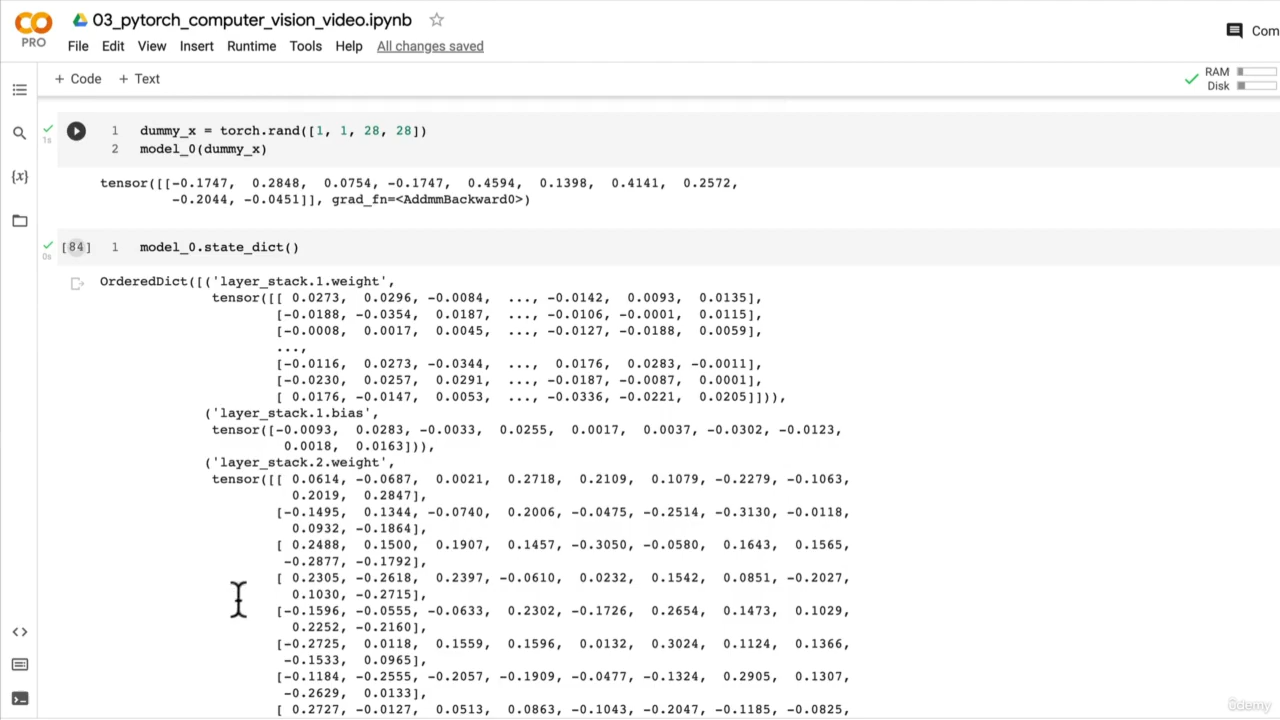 03_pytorch_computer_vision_video.ipynb
PRO
File Edit View Insert Runtime Tools Help All changes saved
Com
+ Code + Text
RAM
Disk
1s
1 dummy_x = torch.rand([1, 1, 28, 28])
2 model_0(dummy_x)
tensor([[-0.1747, 0.2848, 0.0754, -0.1747, 0.4594, 0.1398, 0.4141, 0.2572,
-0.2044, -0.0451]], grad_fn=<AddmmBackward0>)
[84] 1 model_0.state_dict()
0s
OrderedDict([('layer_stack.1.weight',
tensor([[ 0.0273, 0.0296, -0.0084, ..., -0.0142, 0.0093, 0.0135],
[-0.0188, -0.0354, 0.0187, ..., -0.0106, -0.0001, 0.0115],
[-0.0008, 0.0017, 0.0045, ..., -0.0127, -0.0188, 0.0059],
...,
[-0.0116, 0.0273, -0.0344, ..., 0.0176, 0.0283, -0.0011],
[-0.0230, 0.0257, 0.0291, ..., -0.0187, -0.0087, 0.0001],
[ 0.0176, -0.0147, 0.0053, ..., -0.0336, -0.0221, 0.0205]])),
('layer_stack.1.bias',
tensor([-0.0093, 0.0283, -0.0033, 0.0255, 0.0017, 0.0037, -0.0302, -0.0123,
0.0018, 0.0163])),
('layer_stack.2.weight',
tensor([[ 0.0614, -0.0687, 0.0021, 0.2718, 0.2109, 0.1079, -0.2279, -0.1063,
0.2019, 0.2847],
[-0.1495, 0.1344, -0.0740, 0.2006, -0.0475, -0.2514, -0.3130, -0.0118,
0.0932, -0.1864],
[ 0.2488, 0.1500, 0.1907, 0.1457, -0.3050, -0.0580, 0.1643, 0.1565,
-0.2877, -0.1792],
[ 0.2305, -0.2618, 0.2397, -0.0610, 0.0232, 0.1542, 0.0851, -0.2027,
0.1030, -0.2715],
[-0.1596, -0.0555, -0.0633, 0.2302, -0.1726, 0.2654, 0.1473, 0.1029,
0.2252, -0.2160],
[-0.2725, 0.0118, 0.1559, 0.1596, 0.0132, 0.3024, 0.1124, 0.1366,
-0.1533, 0.0965],
[-0.1184, -0.2555, -0.2057, -0.1909, -0.0477, -0.1324, 0.2905, 0.1307,
-0.2629, 0.0133],
[ 0.2727, -0.0127, 0.0513, 0.0863, -0.1043, -0.2047, -0.1185, -0.0825,
ûdemy